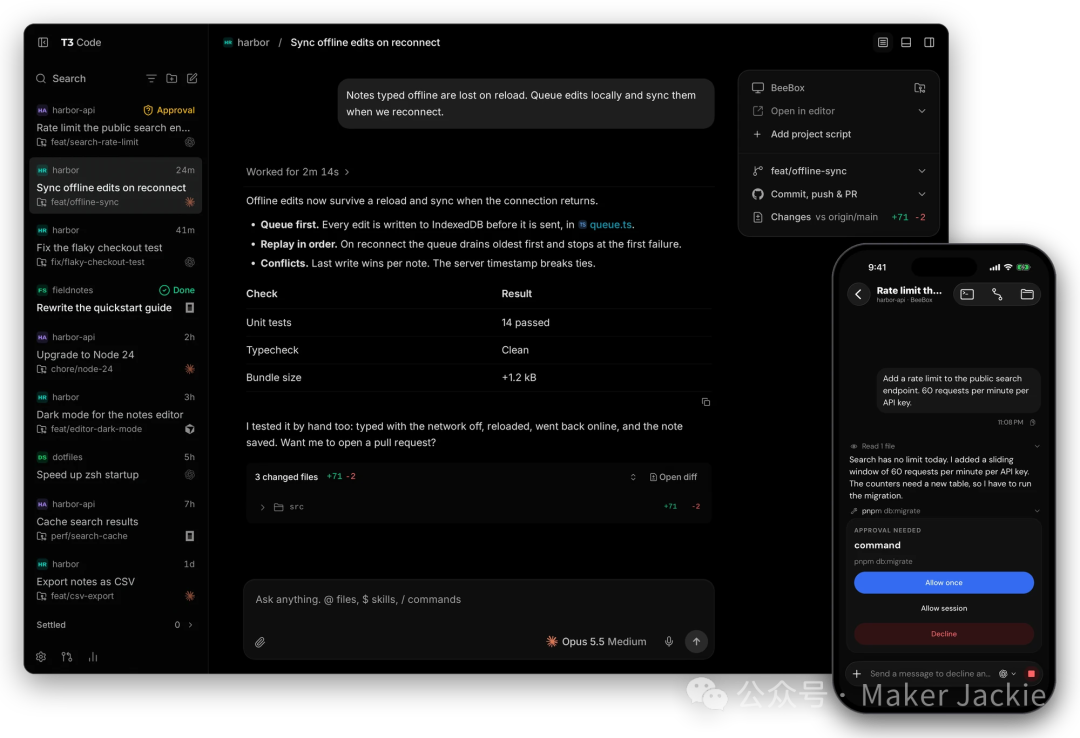 T3 Code
Search
HA harbor-api Approval
Rate limit the public search en...
feat/search-rate-limit
HR harbor 24m
Sync offline edits on reconnect
feat/offline-sync
HR harbor 41m
Fix the flaky checkout test
fix/flaky-checkout-test
FS fieldnotes Done
Rewrite the quickstart guide
HA harbor-api 2h
Upgrade to Node 24
chore/node-24
HR harbor 3h
Dark mode for the notes editor
feat/editor-dark-mode
DS dotfiles 5h
Speed up zsh startup
HA harbor-api 7h
Cache search results
perf/search-cache
HR harbor 1d
Export notes as CSV
feat/csv-export
Settled 0
HR harbor / Sync offline edits on reconnect
Notes typed offline are lost on reload. Queue edits locally and sync them
when we reconnect.
Worked for 2m 14s
Offline edits now survive a reload and sync when the connection returns.
• Queue first. Every edit is written to IndexedDB before it is sent, in TS queue.ts.
• Replay in order. On reconnect the queue drains oldest first and stops at the first failure.
• Conflicts. Last write wins per note. The server timestamp breaks ties.
Check Result
Unit tests 14 passed
Typecheck Clean
Bundle size +1.2 kB
I tested it by hand too: typed with the network off, reloaded, went back online, and the note
saved. Want me to open a pull request?
3 changed files +71 -2 Open diff
src +71 -2
Ask anything. @ files, $ skills, / commands
Opus 5.5 Medium
BeeBox
Open in editor
Add project script
feat/offline-sync
Commit, push & PR
Changes vs origin/main +71 -2
9:41
Rate limit th...
harbor-api · BeeBox
Add a rate limit to the public search
endpoint. 60 requests per minute per
API key.
11:08 PM
Read 1 file
Search has no limit today. I added a sliding
window of 60 requests per minute per API key.
The counters need a new table, so I have to run
the migration.
pnpm db:migrate
APPROVAL NEEDED
command
pnpm db:migrate
Allow once
Allow session
Decline
Send a message to decline an...
公众号 · Maker Jackie